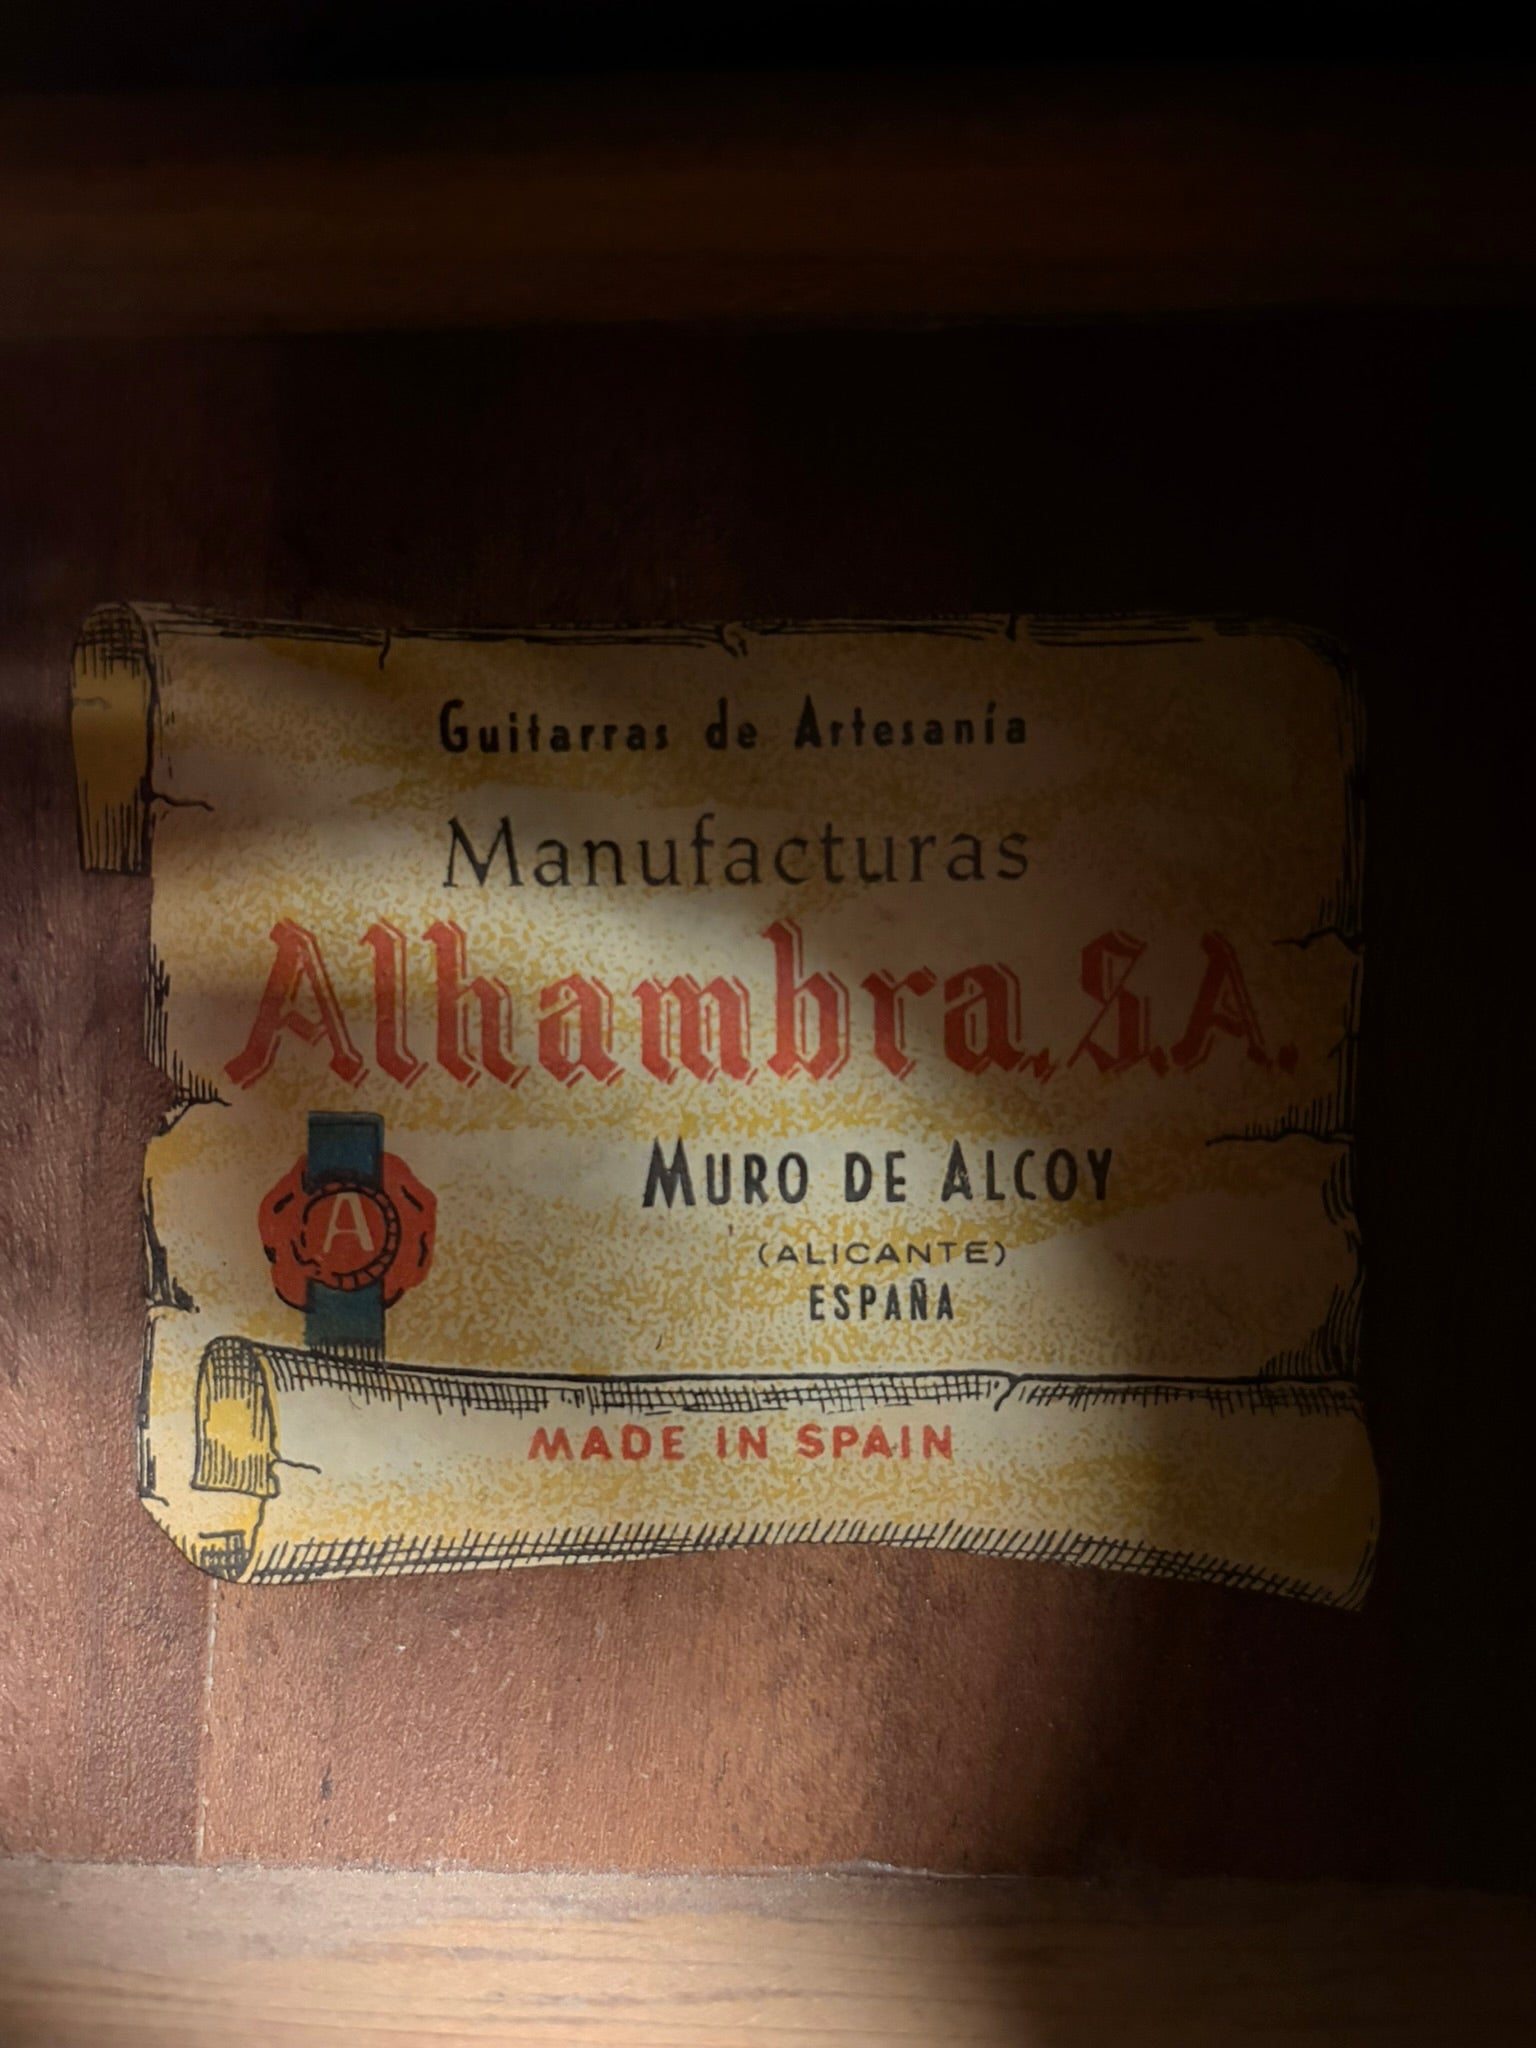 Guitarras de Artesanía
Manufacturas
Alhambra, S.A.
A
MURO DE ALCOY
(ALICANTE)
ESPAÑA
MADE IN SPAIN